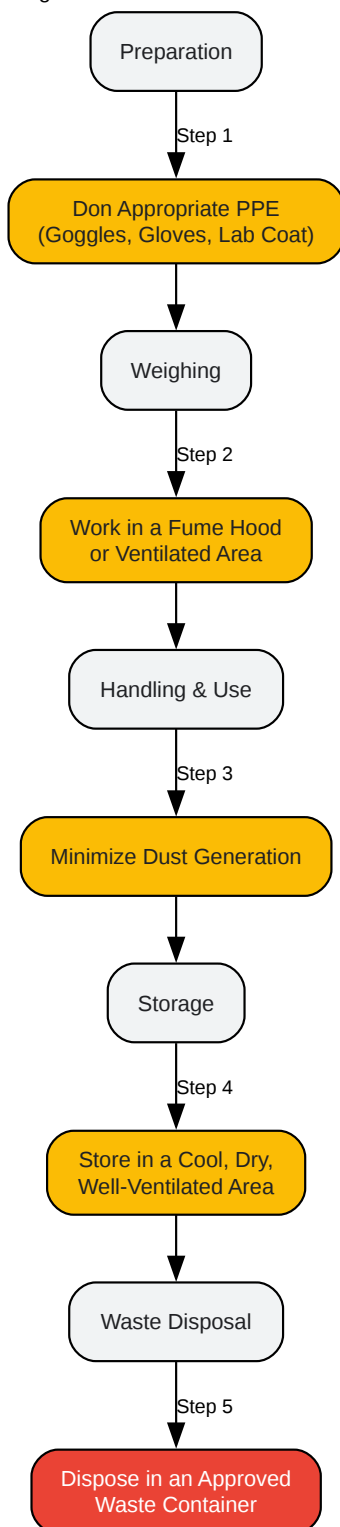 Preparation
Step 1
Don Appropriate PPE
(Goggles, Gloves, Lab Coat)
Weighing
Step 2
Work in a Fume Hood
or Ventilated Area
Handling & Use
Step 3
Minimize Dust Generation
Storage
Step 4
Store in a Cool, Dry,
Well-Ventilated Area
Waste Disposal
Step 5
Dispose in an Approved
Waste Container